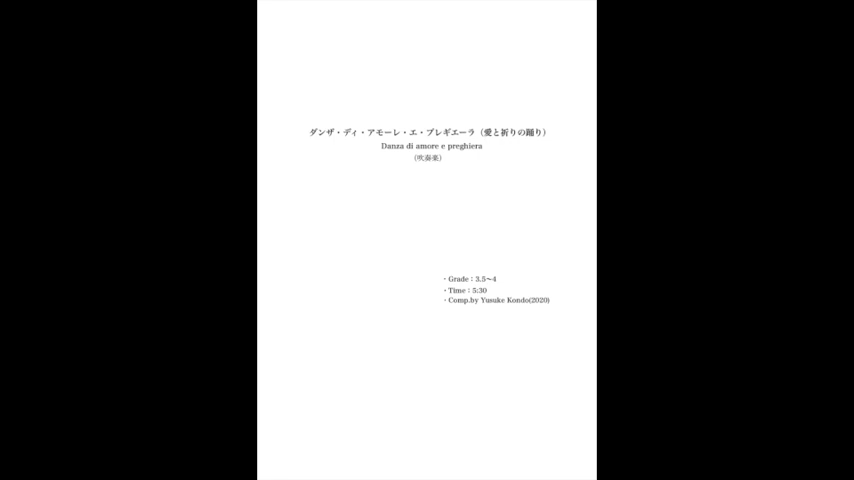 ダンザ・ディ・アモーレ・エ・プレギエーラ（愛と祈りの踊り）
Danza di amore e preghiera
（吹奏楽）
・Grade：3.5〜4
・Time：5:30
・Comp.by Yusuke Kondo(2020)